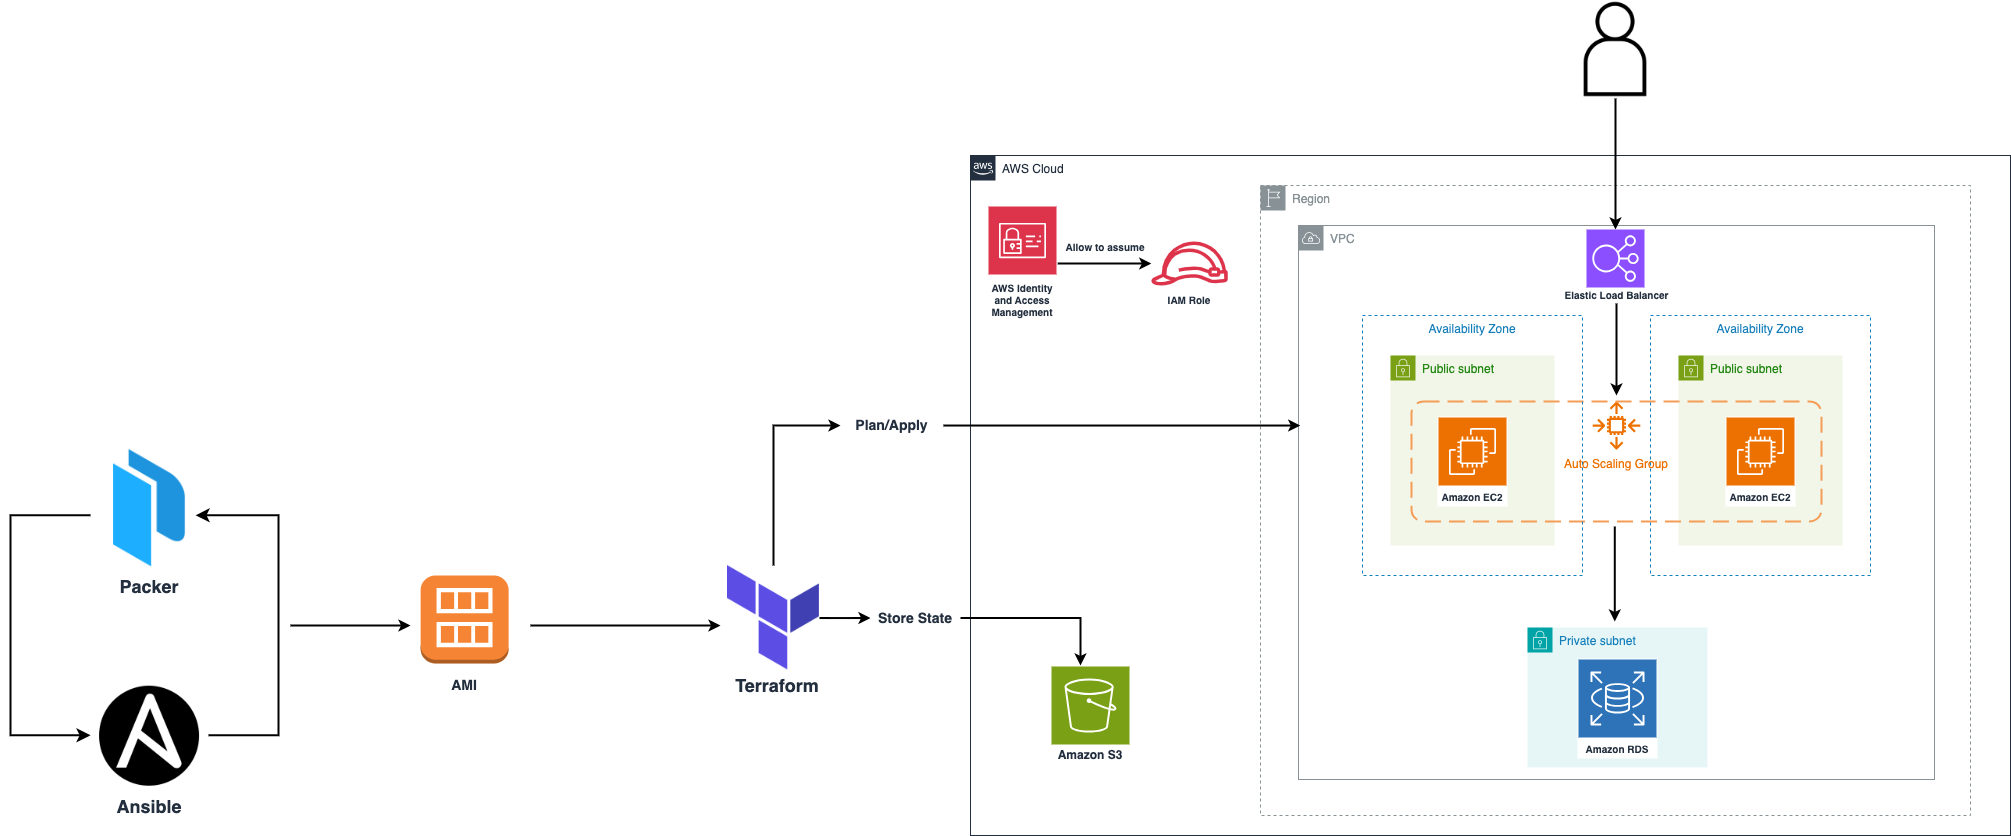 aws
AWS Cloud
Region
VPC
Allow to assume
AWS Identity
and Access
Management
IAM Role
Elastic Load Balancer
Availability Zone
Availability Zone
Public subnet
Public subnet
Plan/Apply
Auto Scaling Group
Amazon EC2
Amazon EC2
Packer
Store State
AMI
Terraform
Private subnet
Amazon S3
Amazon RDS
Ansible